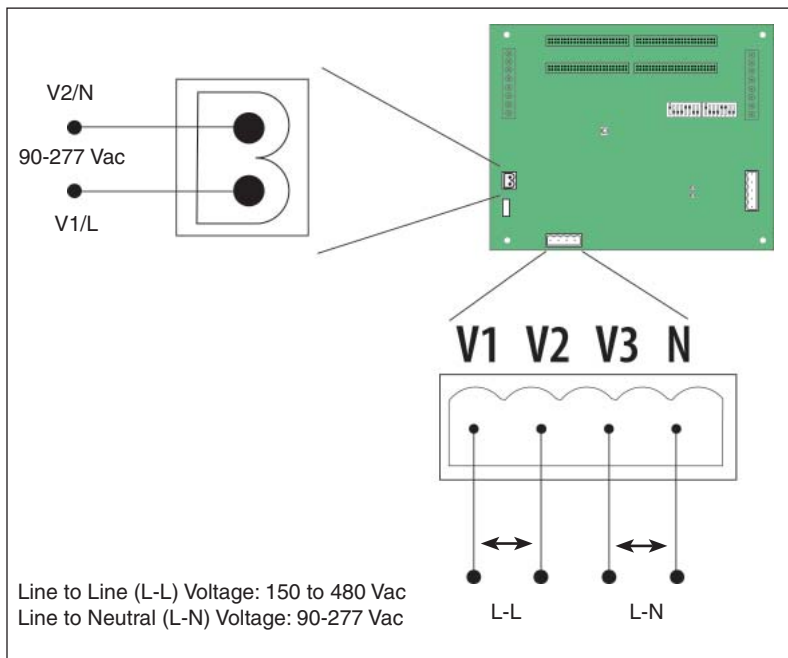 V2/N
90-277 Vac
V1/L
V1 V2 V3 N
L-L L-N
Line to Line (L-L) Voltage: 150 to 480 Vac
Line to Neutral (L-N) Voltage: 90-277 Vac